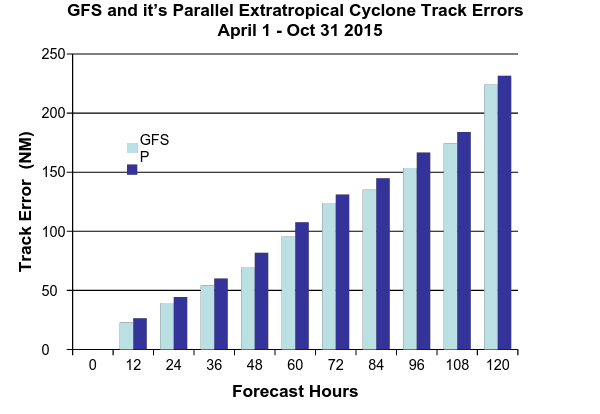 GFS and it's Parallel Extratropical Cyclone Track Errors
April 1 - Oct 31 2015
250
200
150
100
50
0
Track Error (NM)
GFS
P
0 12 24 36 48 60 72 84 96 108 120
Forecast Hours